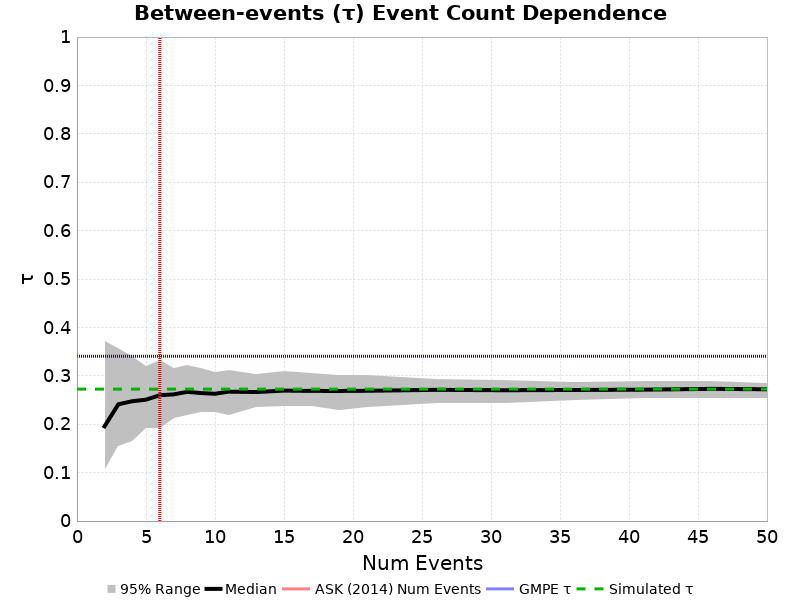 Between-events (τ) Event Count Dependence
1
0.9
0.8
0.7
0.6
0.5
0.4
0.3
0.2
0.1
0
τ
0 5 10 15 20 25 30 35 40 45 50
Num Events
95% Range Median ASK (2014) Num Events GMPE τ Simulated τ